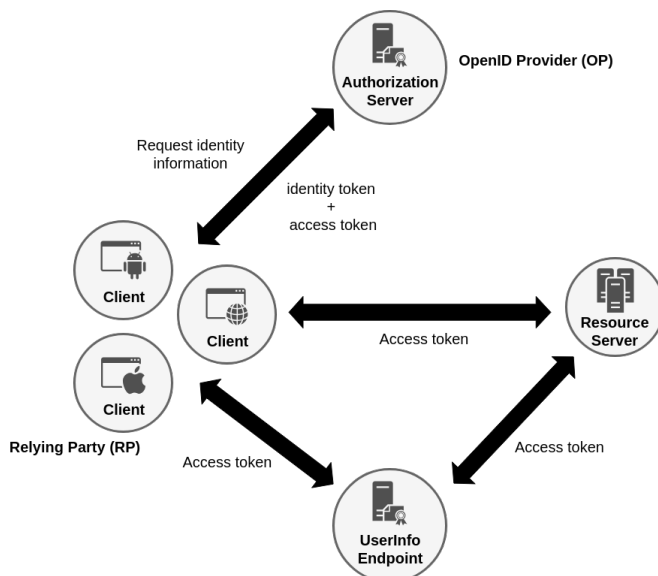 Authorization
Server
OpenID Provider (OP)
Request identity
information
identity token
+
access token
Client
Client
Client
Relying Party (RP)
Access token
Resource
Server
Access token
Access token
UserInfo
Endpoint